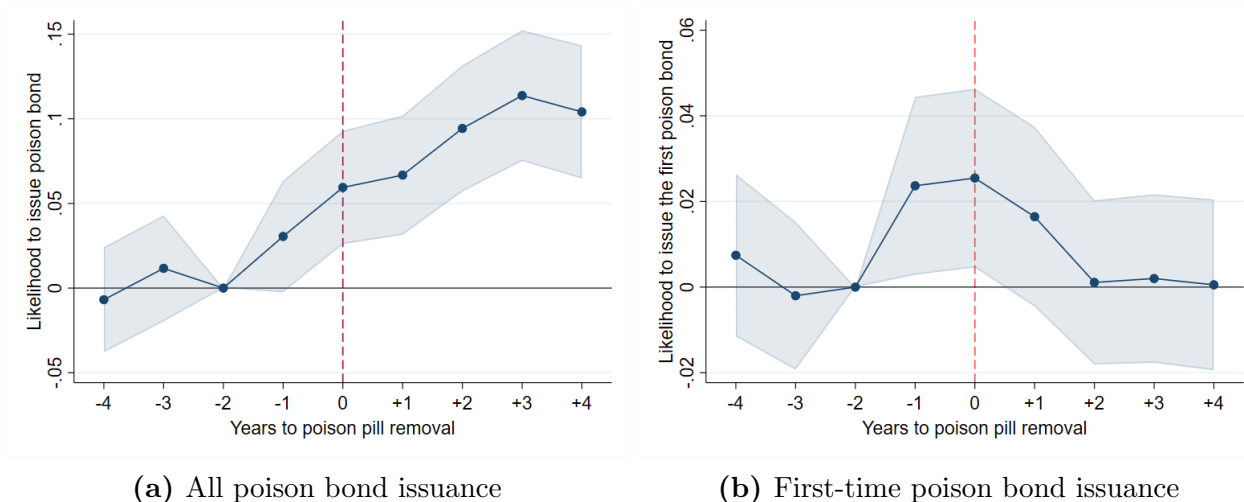 Likelihood to issue poison bond
.15
.1
.05
0
-.05
-4 -3 -2 -1 0 +1 +2 +3 +4
Years to poison pill removal
(a) All poison bond issuance
Likelihood to issue the first poison bond
.06
.04
.02
0
-.02
-4 -3 -2 -1 0 +1 +2 +3 +4
Years to poison pill removal
(b) First-time poison bond issuance